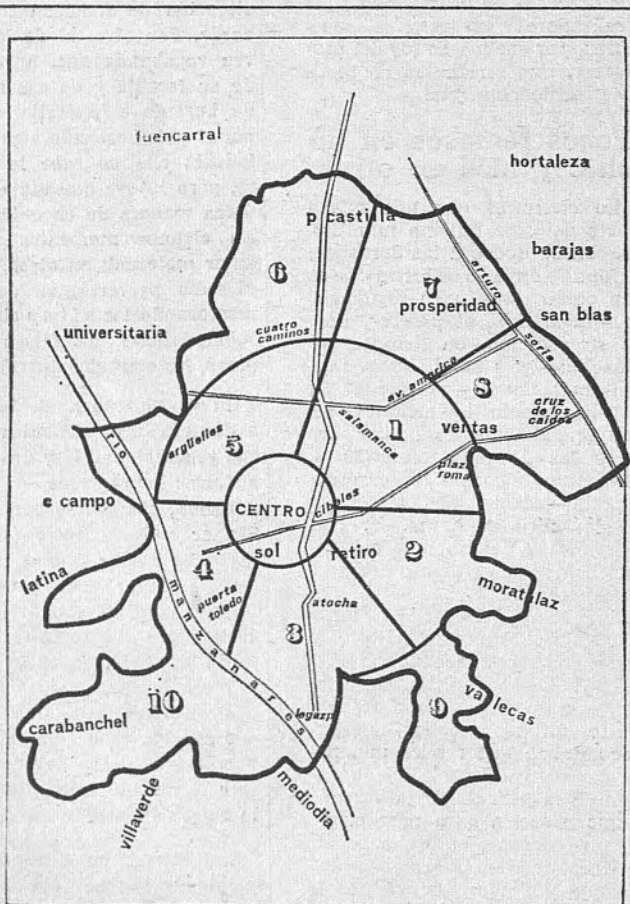 fuencarral
hortaleza
p castilla
barajas
6
7
arturo
prosperidad
san blas
universitaria
cuatro
caminos
soria
av. america
8
cruz
de los
caidos
salamanca
1
ventas
argüelles
5
plaza
roma
rio
e campo
CENTRO
cibeles
sol
retiro
2
latina
4
moratalaz
manzanares
puerta
toledo
atocha
3
10
9
vallecas
legazpi
carabanchel
mediodia
villaverde